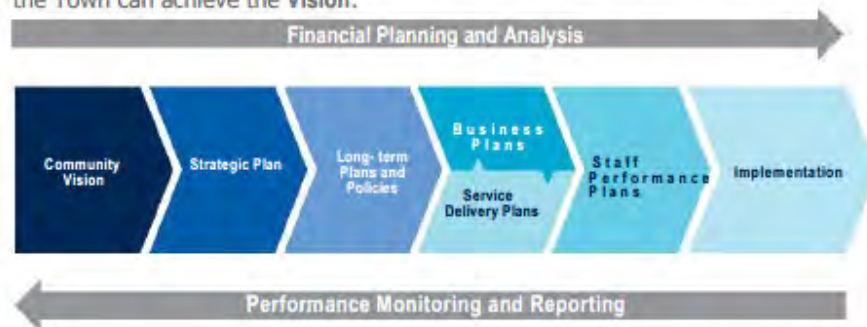 the Town can achieve the Vision.
Financial Planning and Analysis
Community
Vision
Strategic Plan
Long- term
Plans and
Policies
Business
Plans
Service
Delivery Plans
Staff
Performance
Plans
Implementation
Performance Monitoring and Reporting